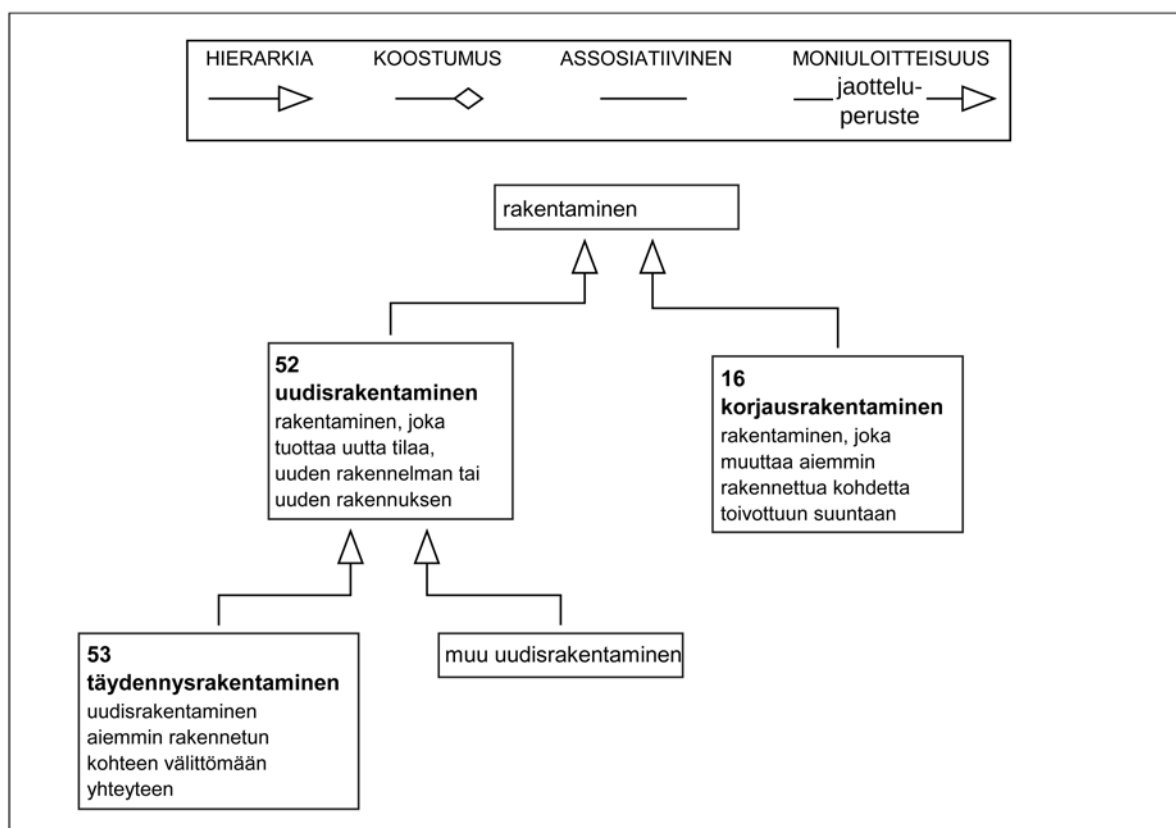 HIERARKIA KOOSTUMUS ASSOSIATIIVINEN MONIULOITTEISUUS
jaottelu-
peruste
rakentaminen
52
uudisrakentaminen
rakentaminen, joka
tuottaa uutta tilaa,
uuden rakennelman tai
uuden rakennuksen
16
korjausrakentaminen
rakentaminen, joka
muuttaa aiemmin
rakennettua kohdetta
toivottuun suuntaan
53
täydennysrakentaminen
uudisrakentaminen
aiemmin rakennetun
kohteen välittömään
yhteyteen
muu uudisrakentaminen